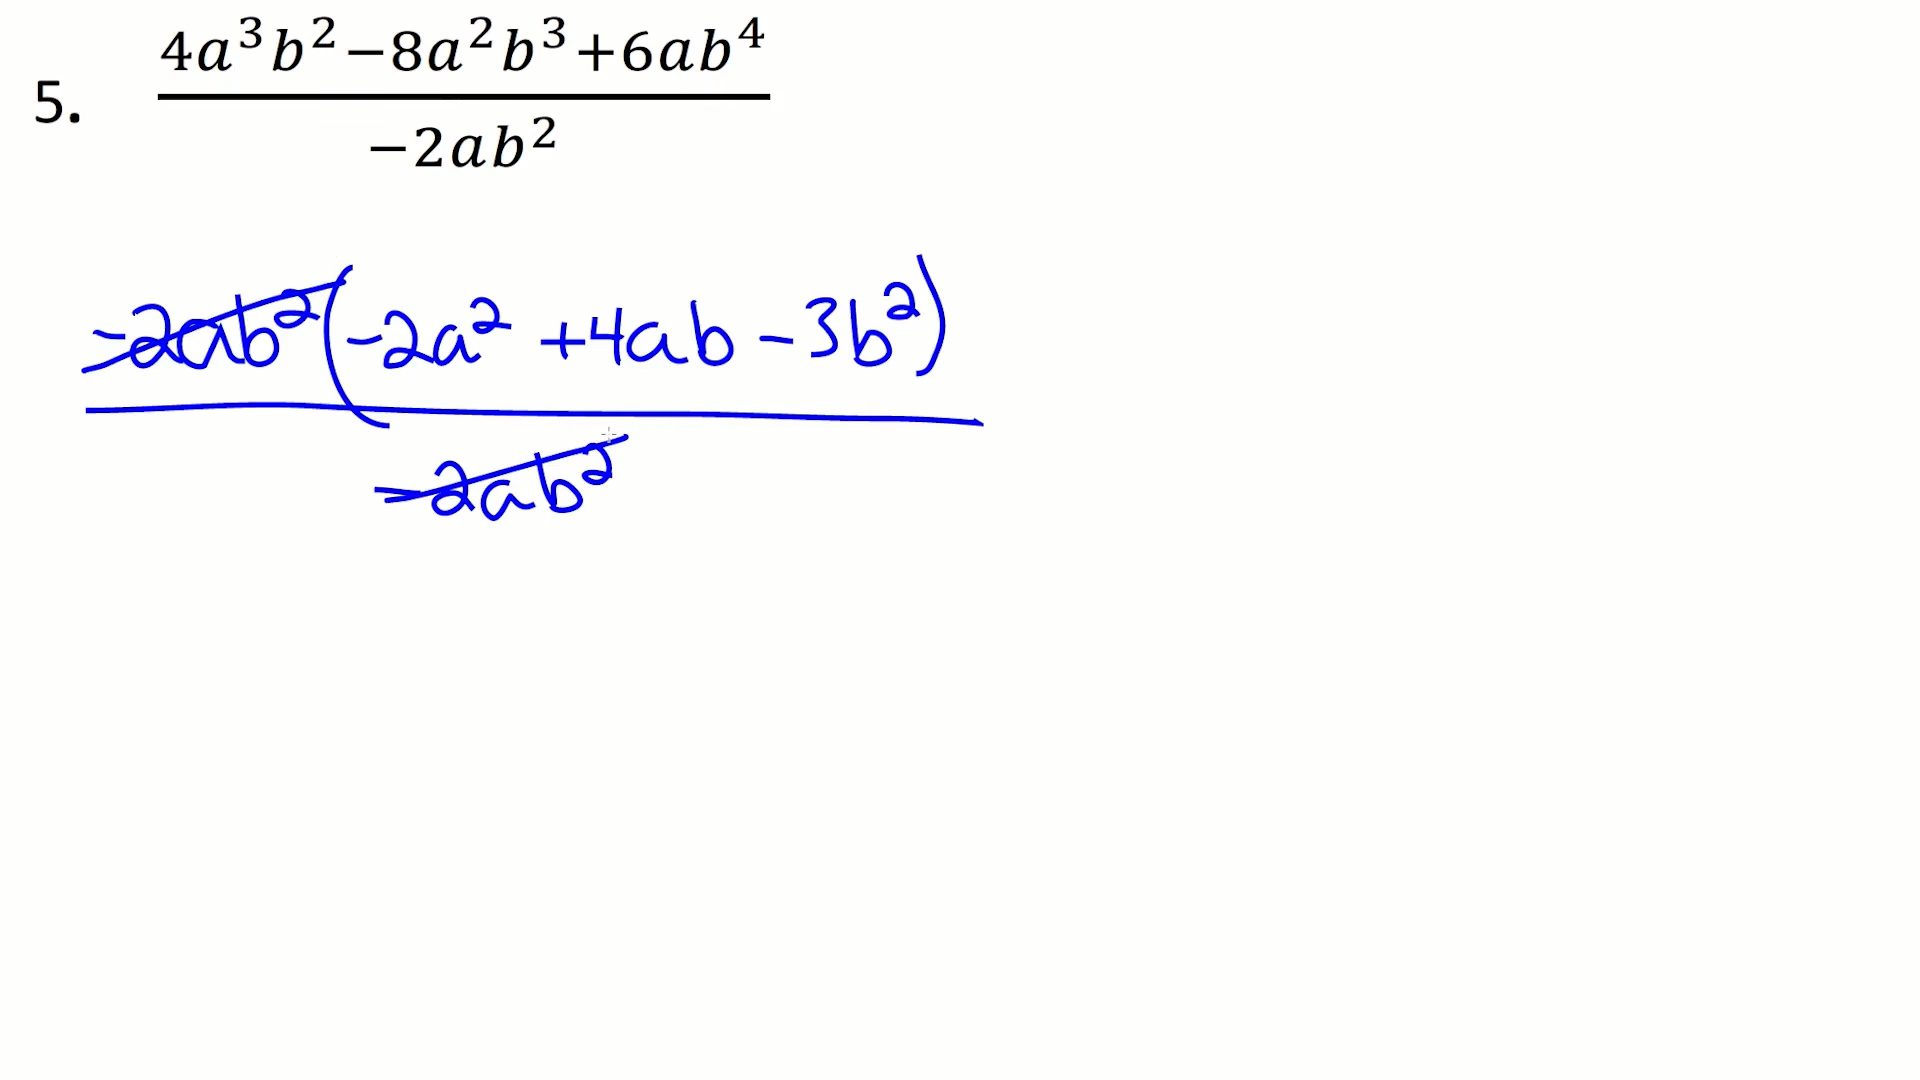 4a³b²−8a²b³+6ab⁴
5.
−2ab²
-2ab²(-2a² +4ab -3b²)
-2ab²